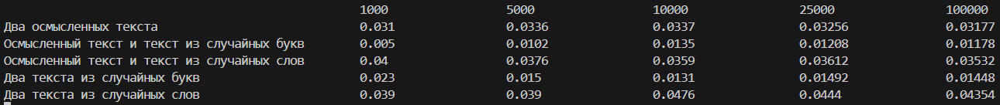 1000 5000 10000 25000 100000
Два осмысленных текста 0.031 0.0336 0.0337 0.03256 0.03177
Осмысленный текст и текст из случайных букв 0.005 0.0102 0.0135 0.01208 0.01178
Осмысленный текст и текст из случайных слов 0.04 0.0376 0.0359 0.03612 0.03532
Два текста из случайных букв 0.023 0.015 0.0131 0.01492 0.01448
Два текста из случайных слов 0.039 0.039 0.0476 0.0444 0.04354